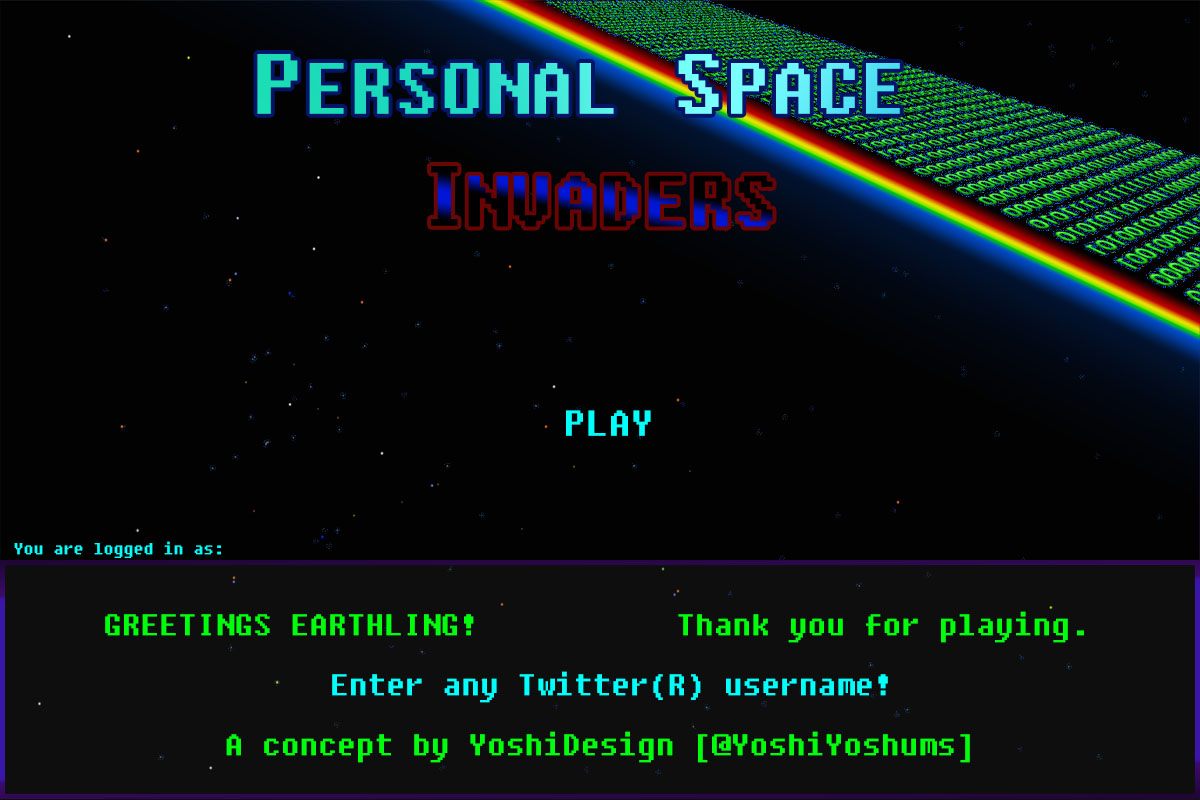 PERSONAL SPACE
INVADERS
PLAY
You are logged in as:
GREETINGS EARTHLING! Thank you for playing.
Enter any Twitter(R) username!
A concept by YoshiDesign [@YoshiYoshums]